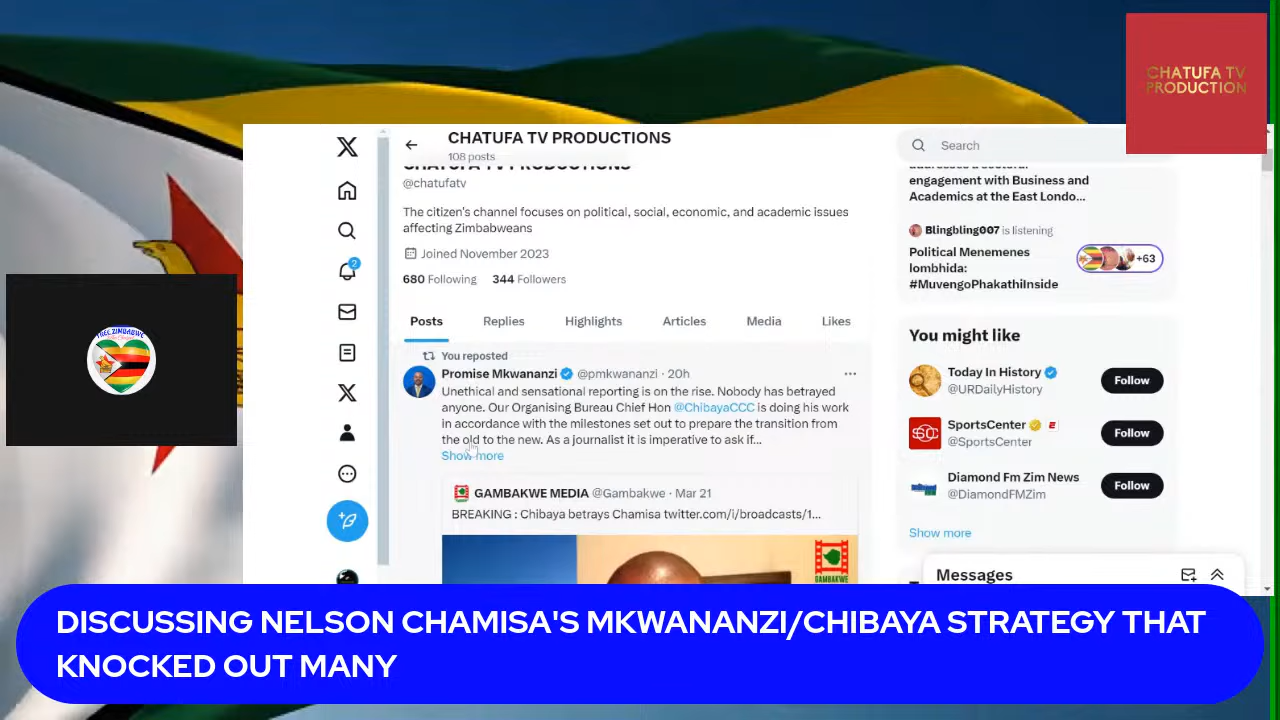 CHATUFA TV
PRODUCTION
CHATUFA TV PRODUCTIONS
108 posts
CHATUFA TV PRODUCTIONS
@chatufatv
The citizen's channel focuses on political, social, economic, and academic issues
affecting Zimbabweans
Joined November 2023
680 Following 344 Followers
Posts Replies Highlights Articles Media Likes
You reposted
Promise Mkwananzi @pmkwananzi · 20h
Unethical and sensational reporting is on the rise. Nobody has betrayed
anyone. Our Organising Bureau Chief Hon @ChibayaCCC is doing his work
in accordance with the milestones set out to prepare the transition from
the old to the new. As a journalist it is imperative to ask if...
Show more
GAMBAKWE MEDIA @Gambakwe · Mar 21
BREAKING : Chibaya betrays Chamisa twitter.com/i/broadcasts/1...
GAMBAKWE
2
Search
engagement with Business and
Academics at the East Londo...
Blingbling007 is listening
Political Menemenes
lombhida:
#MuvengoPhakathiInside
+63
You might like
Today In History
@URDailyHistory
Follow
SportsCenter
@SportsCenter
Follow
Diamond Fm Zim News
@DiamondFMZim
Follow
Show more
Messages
FREE ZIMBABWE
DISCUSSING NELSON CHAMISA'S MKWANANZI/CHIBAYA STRATEGY THAT
KNOCKED OUT MANY